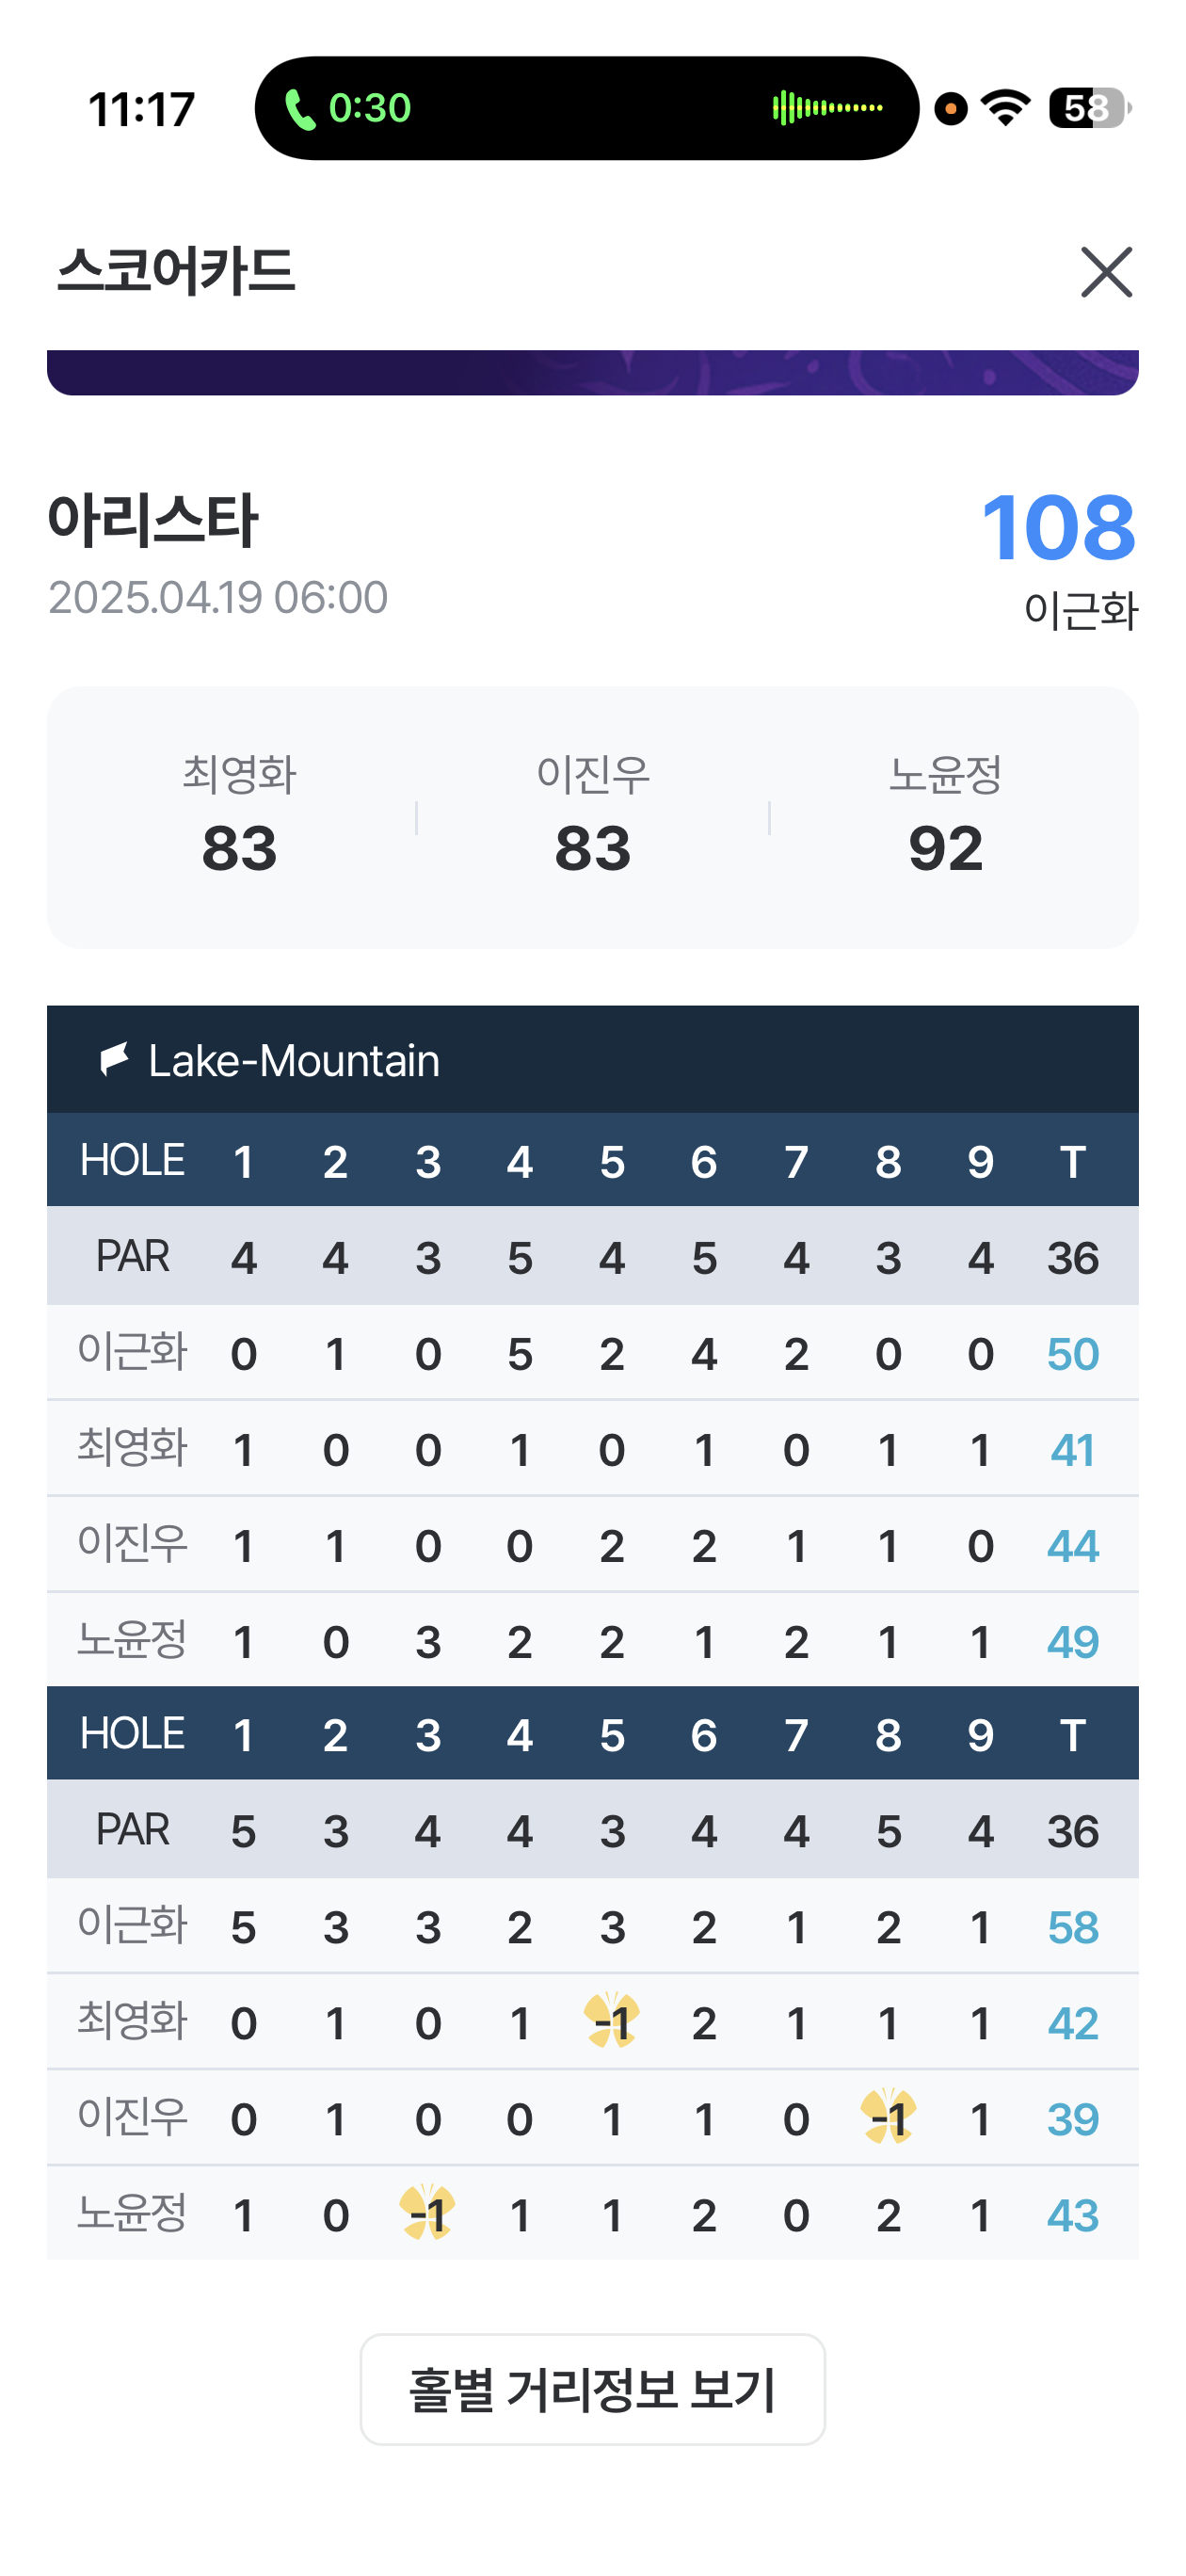 11:17 0:30 58
스코어카드
아리스타 108
2025.04.19 06:00 이근화
최영화 이진우 노윤정
83 83 92
Lake-Mountain
HOLE 1 2 3 4 5 6 7 8 9 T
PAR 4 4 3 5 4 5 4 3 4 36
이근화 0 1 0 5 2 4 2 0 0 50
최영화 1 0 0 1 0 1 0 1 1 41
이진우 1 1 0 0 2 2 1 1 0 44
노윤정 1 0 3 2 2 1 2 1 1 49
HOLE 1 2 3 4 5 6 7 8 9 T
PAR 5 3 4 4 3 4 4 5 4 36
이근화 5 3 3 2 3 2 1 2 1 58
최영화 0 1 0 1 -1 2 1 1 1 42
이진우 0 1 0 0 1 1 0 -1 1 39
노윤정 1 0 -1 1 1 2 0 2 1 43
홀별 거리정보 보기